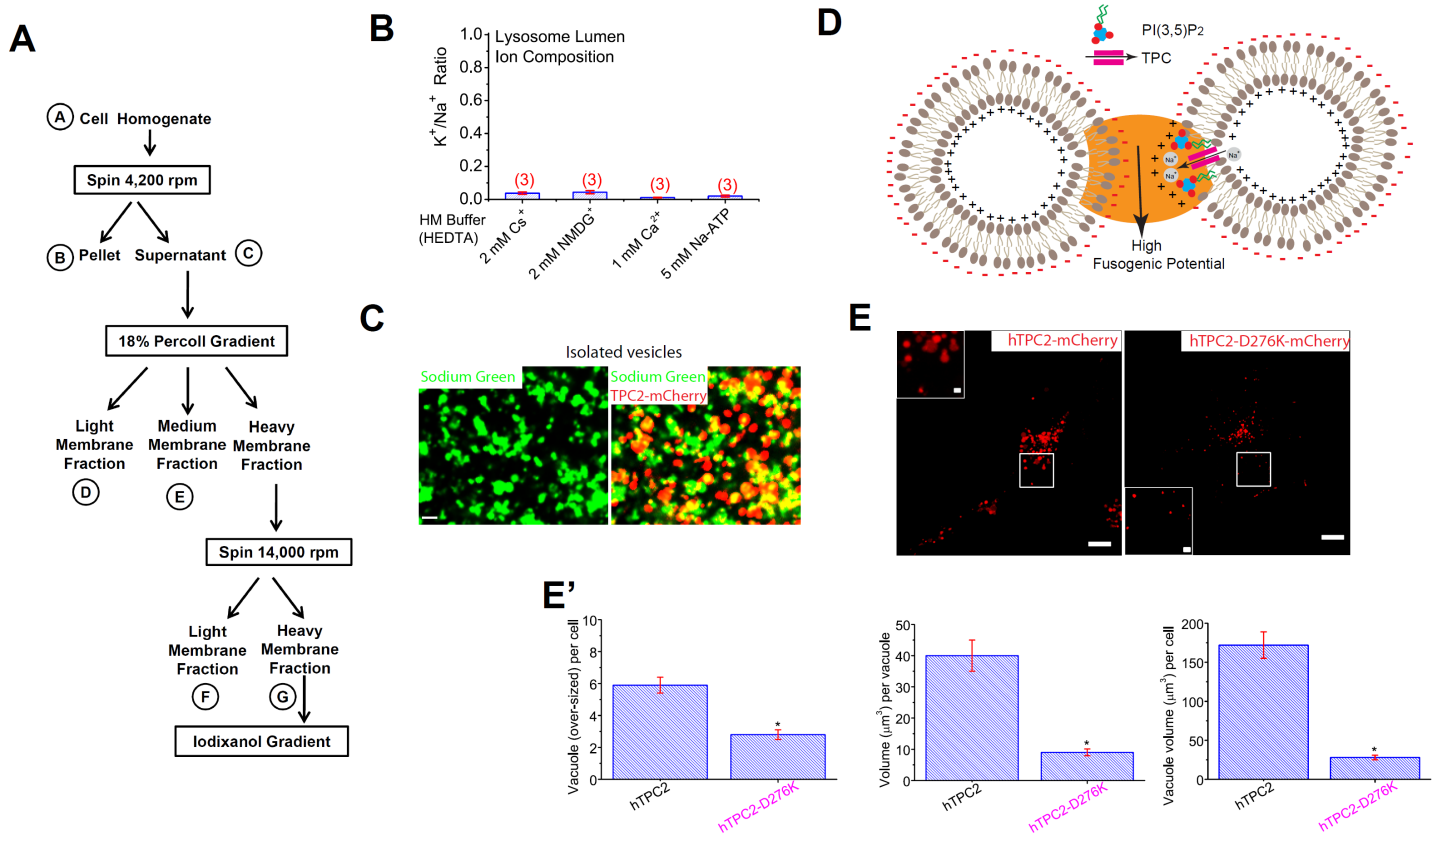 A
A Cell Homogenate
Spin 4,200 rpm
B Pellet Supernatant C
18% Percoll Gradient
Light
Membrane
Fraction
D
Medium
Membrane
Fraction
E
Heavy
Membrane
Fraction
Spin 14,000 rpm
Light
Membrane
Fraction
F
Heavy
Membrane
Fraction
G
Iodixanol Gradient
B
Lysosome Lumen
Ion Composition
K+/Na+ Ratio
1.0
0.8
0.6
0.4
0.2
0.0
(3) (3) (3) (3)
HM Buffer
(HEDTA)
2 mM Cs+
2 mM NMDG+
1 mM Ca2+
5 mM Na-ATP
C
Isolated vesicles
Sodium Green
Sodium Green
TPC2-mCherry
D
PI(3,5)P2
TPC
Na+
Na+
Na+
High
Fusogenic Potential
E
hTPC2-mCherry
hTPC2-D276K-mCherry
E’
Vacuole (over-sized) per cell
10
8
6
4
2
0
*
hTPC2
hTPC2-D276K
Volume (μm3) per vacuole
50
40
30
20
10
0
*
hTPC2
hTPC2-D276K
Vacuole volume (μm3) per cell
200
150
100
50
0
*
hTPC2
hTPC2-D276K